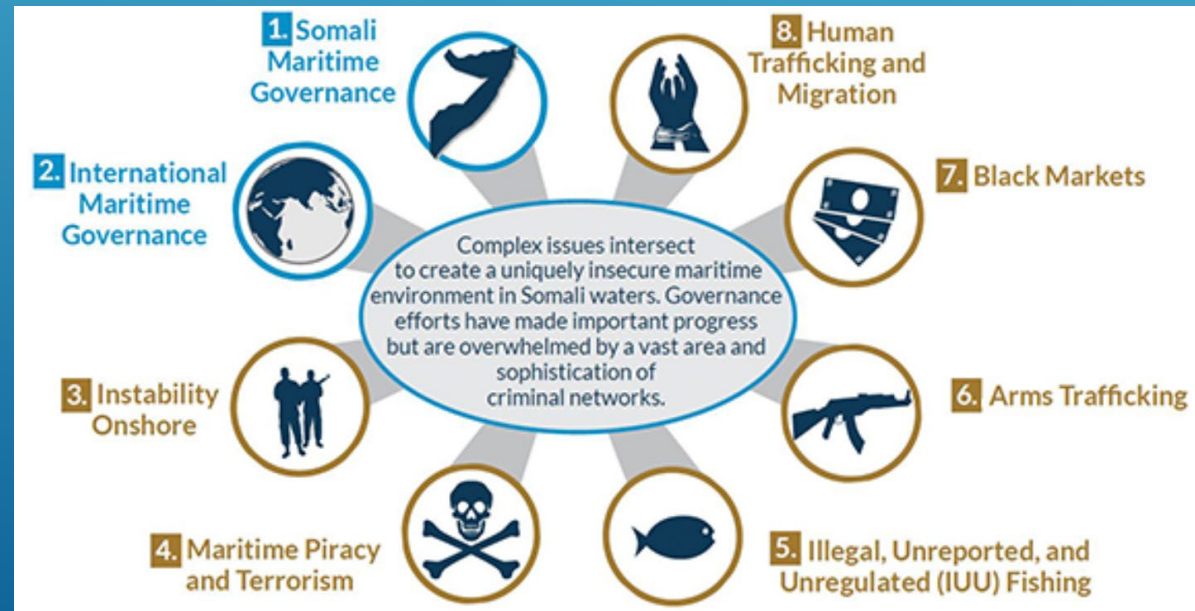 1. Somali
Maritime
Governance
2. International
Maritime
Governance
3. Instability
Onshore
4. Maritime Piracy
and Terrorism
5. Illegal, Unreported, and
Unregulated (IUU) Fishing
6. Arms Trafficking
7. Black Markets
8. Human
Trafficking and
Migration
Complex issues intersect
to create a uniquely insecure maritime
environment in Somali waters. Governance
efforts have made important progress
but are overwhelmed by a vast area and
sophistication of
criminal networks.